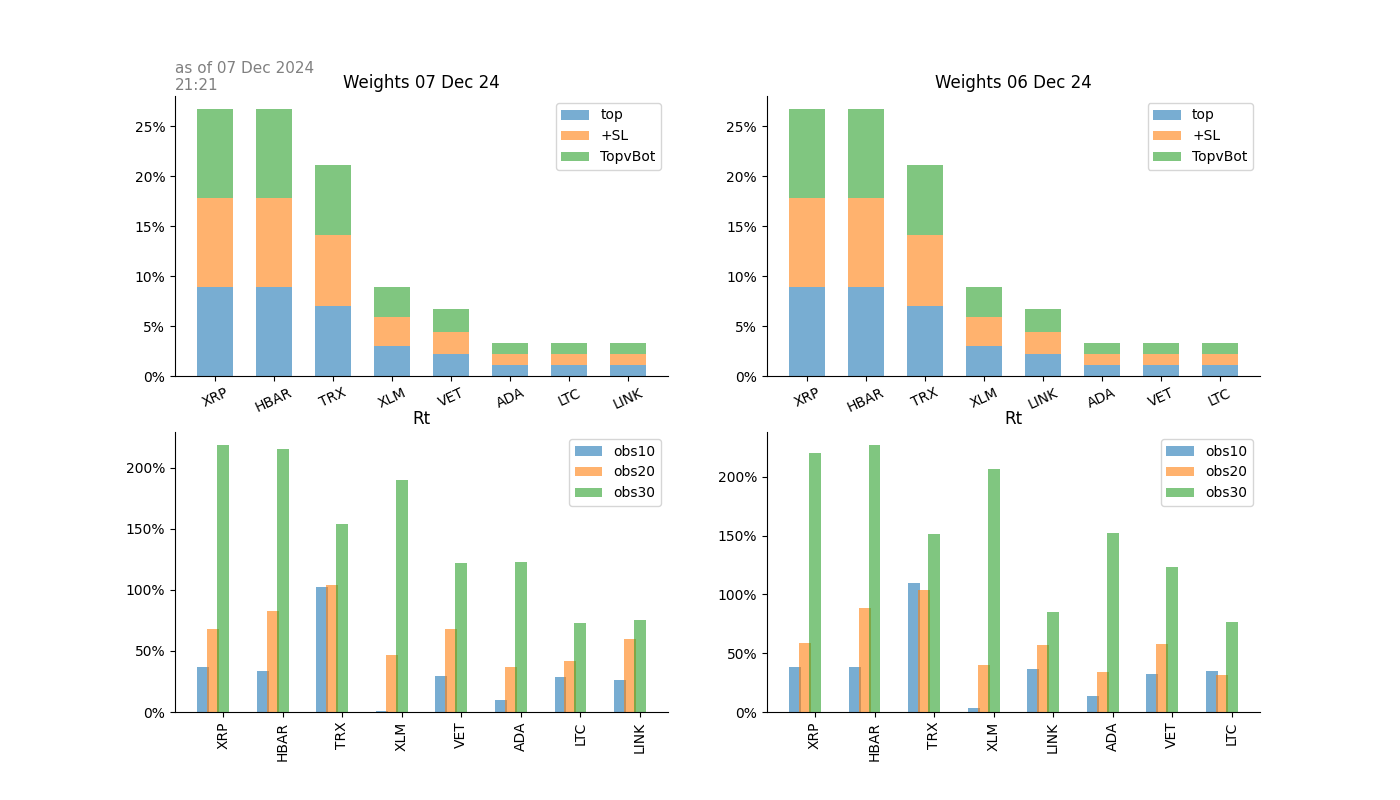 as of 07 Dec 2024
21:21
Weights 07 Dec 24
25%
20%
15%
10%
5%
0%
top
+SL
TopvBot
XRP
HBAR
TRX
XLM
VET
ADA
LTC
LINK
Weights 06 Dec 24
25%
20%
15%
10%
5%
0%
top
+SL
TopvBot
XRP
HBAR
TRX
XLM
LINK
ADA
VET
LTC
Rt
200%
150%
100%
50%
0%
obs10
obs20
obs30
XRP
HBAR
TRX
XLM
VET
ADA
LTC
LINK
Rt
200%
150%
100%
50%
0%
obs10
obs20
obs30
XRP
HBAR
TRX
XLM
LINK
ADA
VET
LTC